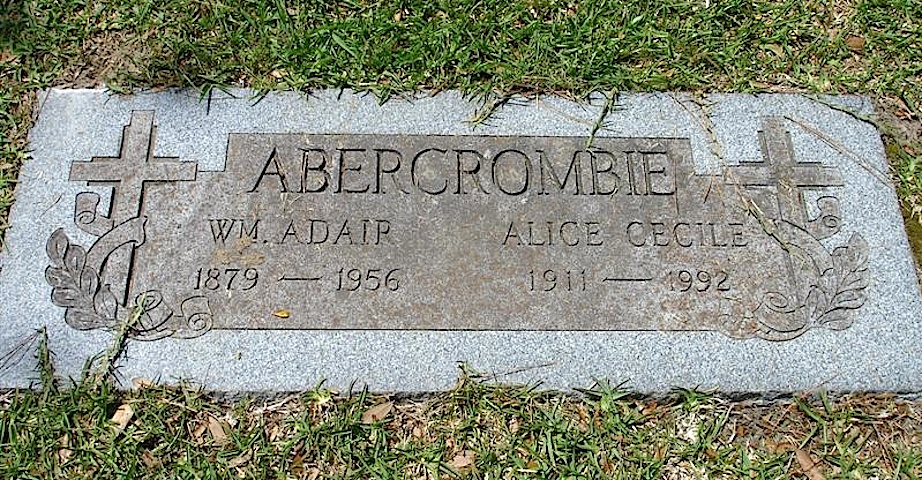 ABERCROMBIE
WM. ADAIR ALICE CECILE
1879 — 1956 1911 — 1992